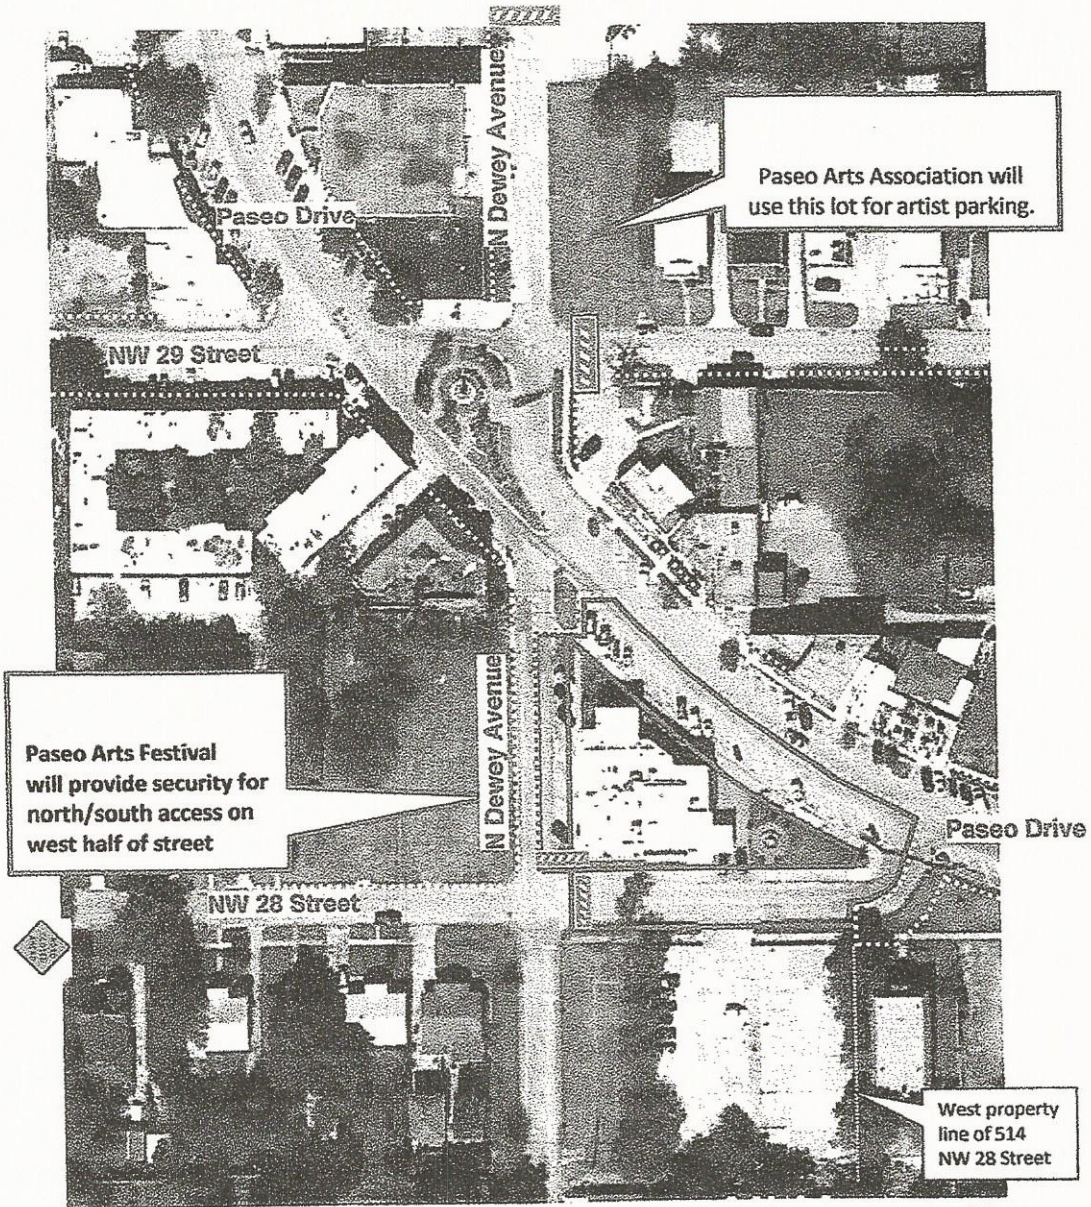 N Dewey Avenue
Paseo Arts Association will
use this lot for artist parking.
Paseo Drive
NW 29 Street
Paseo Arts Festival
will provide security for
north/south access on
west half of street
N Dewey Avenue
Paseo Drive
NW 28 Street
West property
line of 514
NW 28 Street